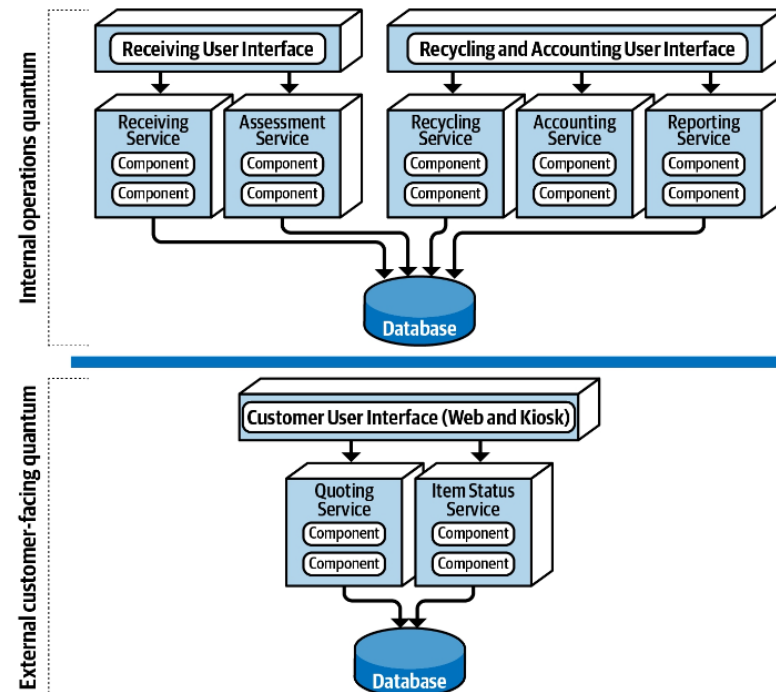 Internal operations quantum
Receiving User Interface
Recycling and Accounting User Interface
Receiving
Service
Component
Component
Assessment
Service
Component
Component
Recycling
Service
Component
Component
Accounting
Service
Component
Component
Reporting
Service
Component
Component
Database
External customer-facing quantum
Customer User Interface (Web and Kiosk)
Quoting
Service
Component
Component
Item Status
Service
Component
Component
Database